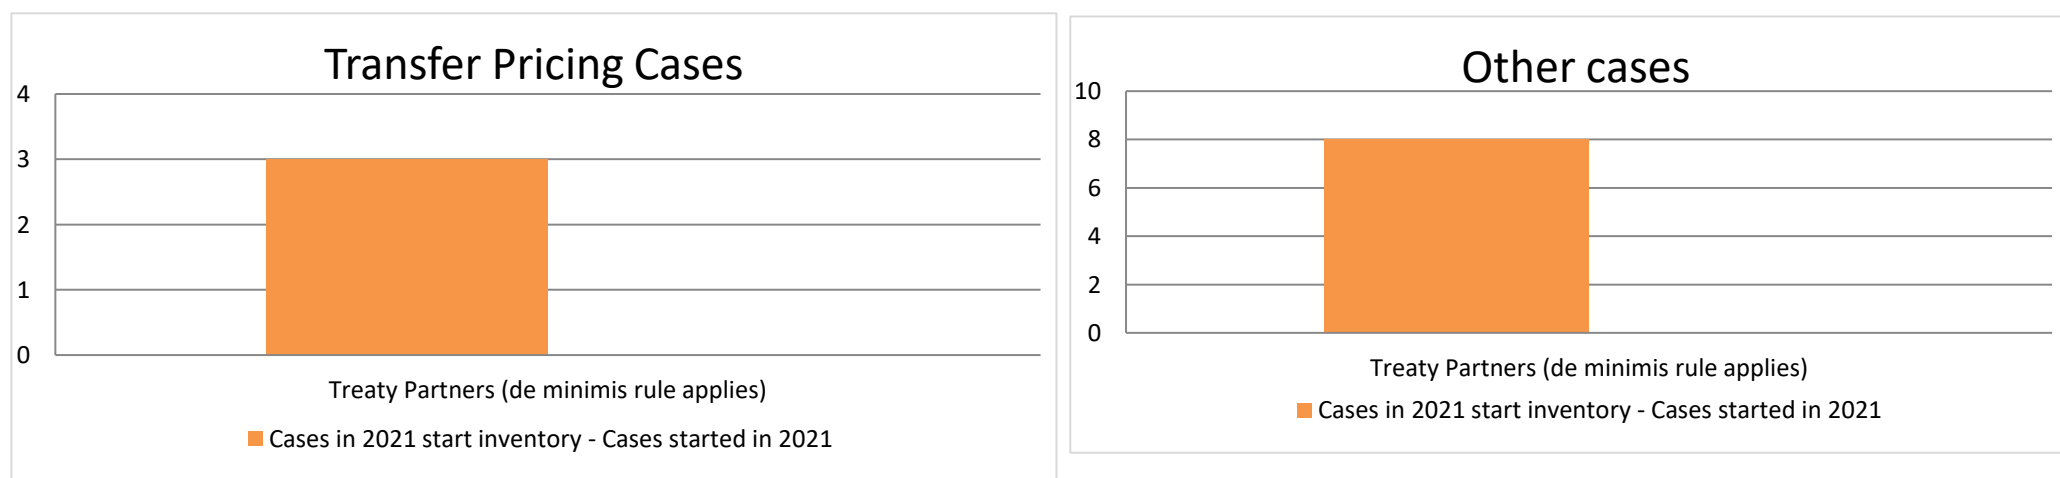 Transfer Pricing Cases
4
3
2
1
0
Treaty Partners (de minimis rule applies)
Cases in 2021 start inventory - Cases started in 2021
Other cases
10
8
6
4
2
0
Treaty Partners (de minimis rule applies)
Cases in 2021 start inventory - Cases started in 2021